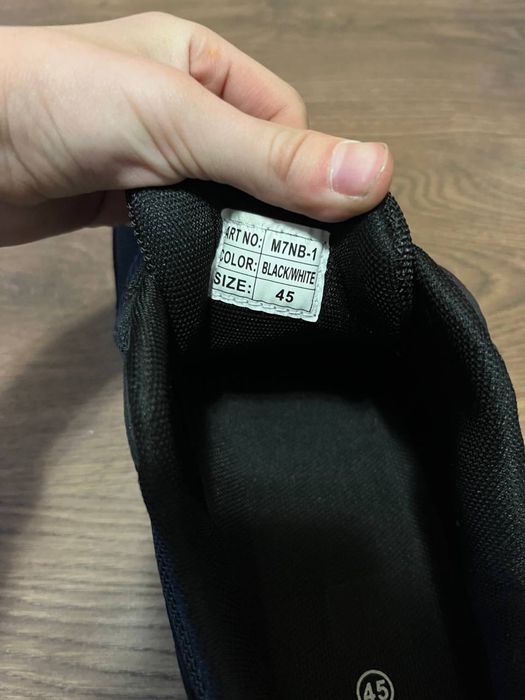 ART NO: M7NB-1
COLOR: BLACK/WHITE
SIZE: 45
45